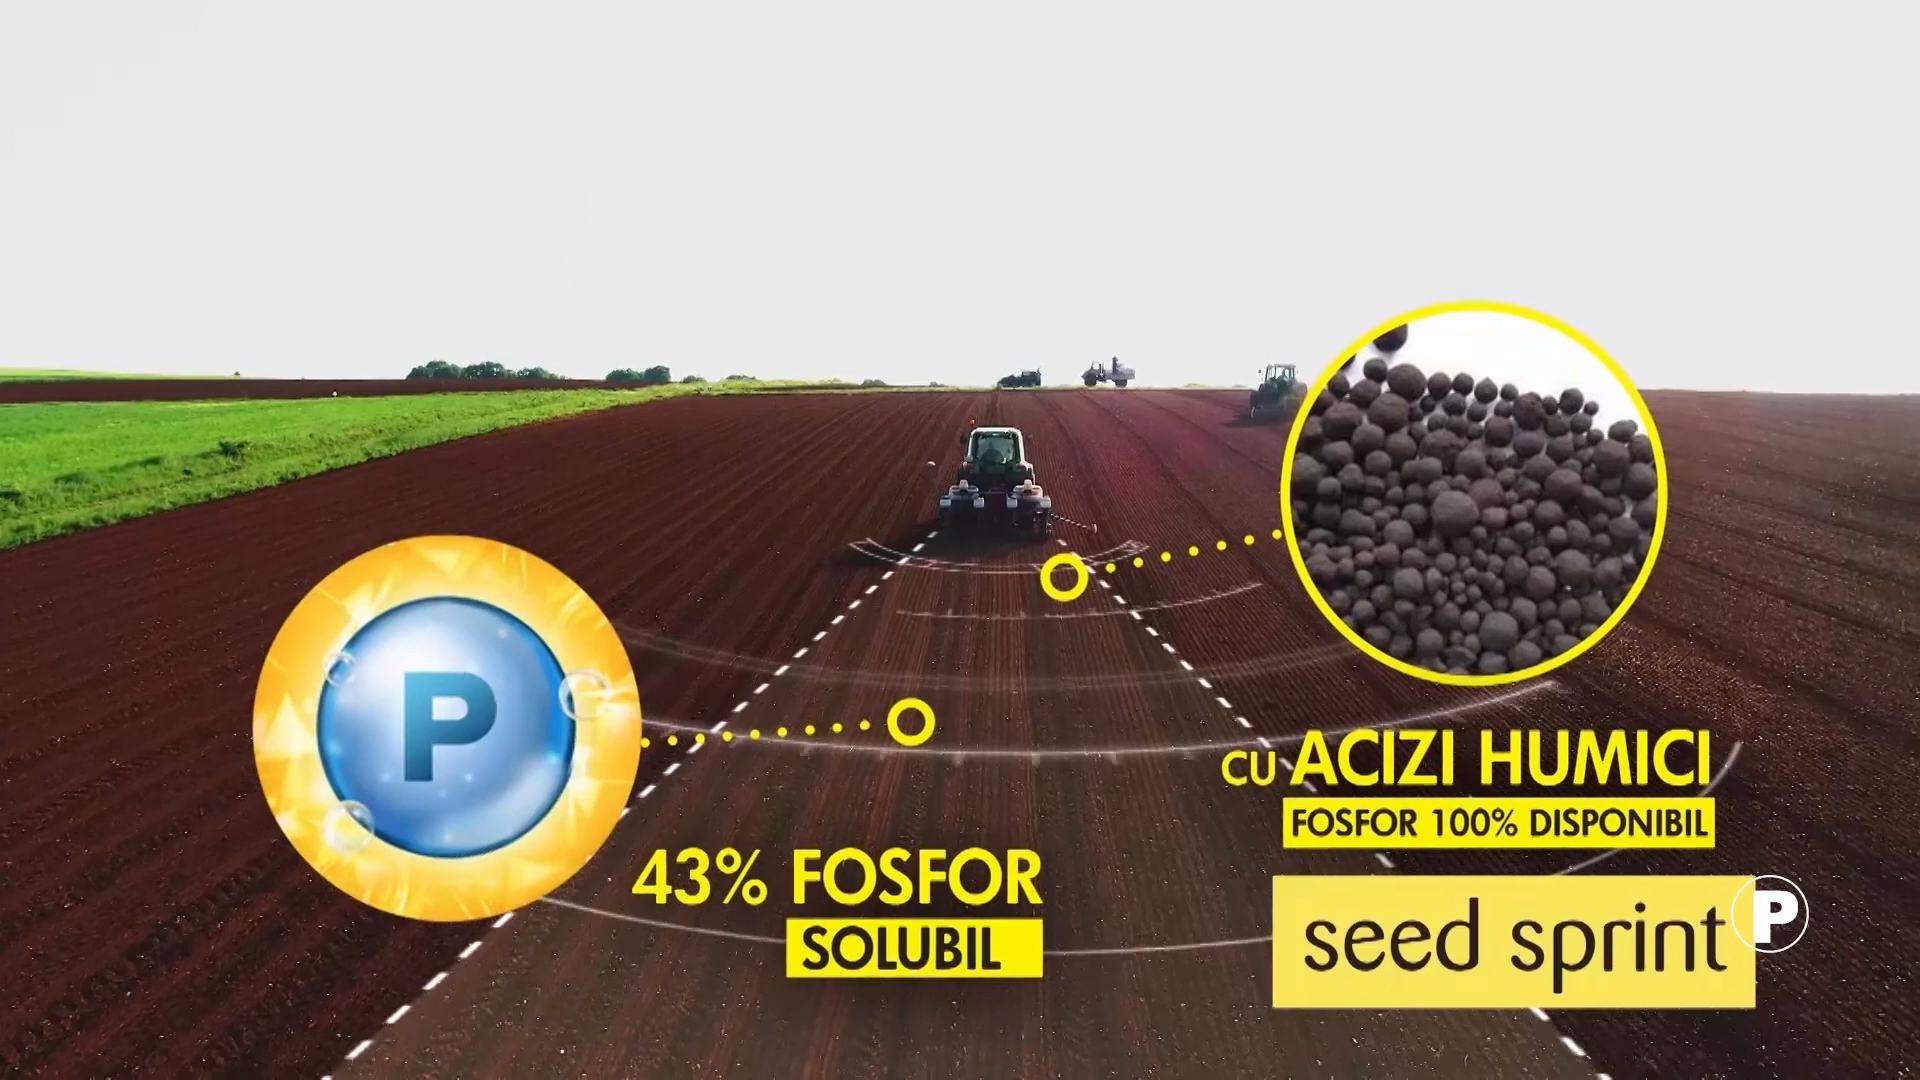 P
43% FOSFOR
SOLUBIL
CU ACIZI HUMICI
FOSFOR 100% DISPONIBIL
seed sprint
P